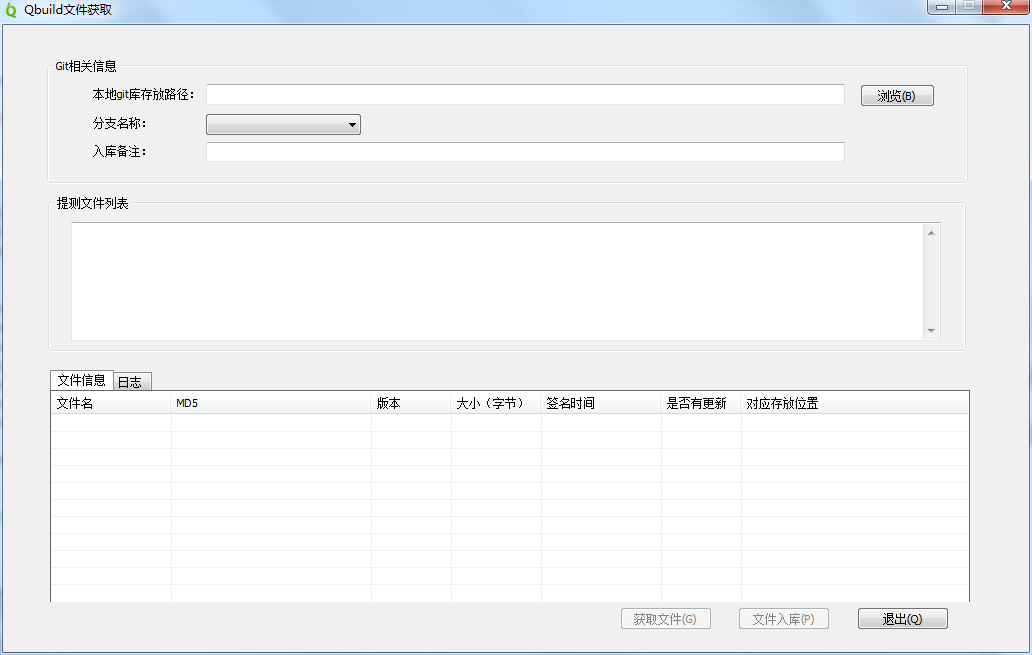 Qbuild文件获取
Git相关信息
本地git库存放路径： 浏览(B)
分支名称：
入库备注：
提测文件列表
文件信息 日志
文件名 MD5 版本 大小（字节） 签名时间 是否有更新 对应存放位置
获取文件(G) 文件入库(P) 退出(Q)